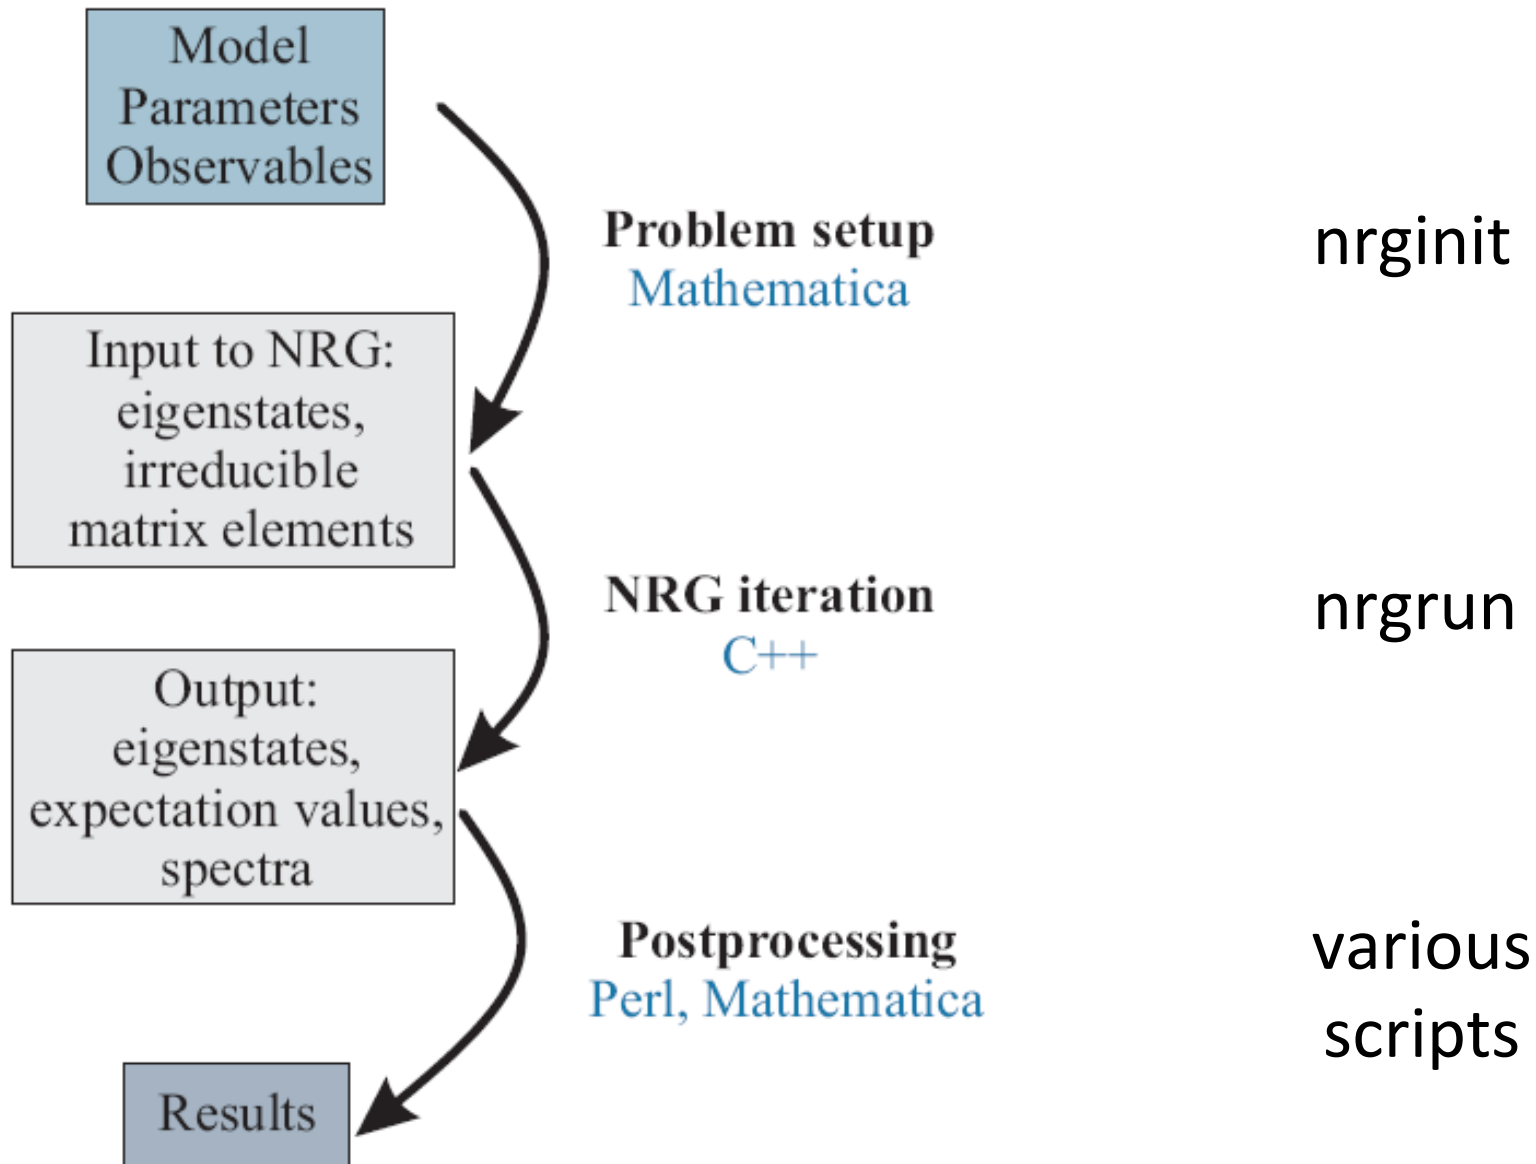 Model
Parameters
Observables
Problem setup
Mathematica
nrginit
Input to NRG:
eigenstates,
irreducible
matrix elements
NRG iteration
C++
nrgrun
Output:
eigenstates,
expectation values,
spectra
Postprocessing
Perl, Mathematica
various
scripts
Results